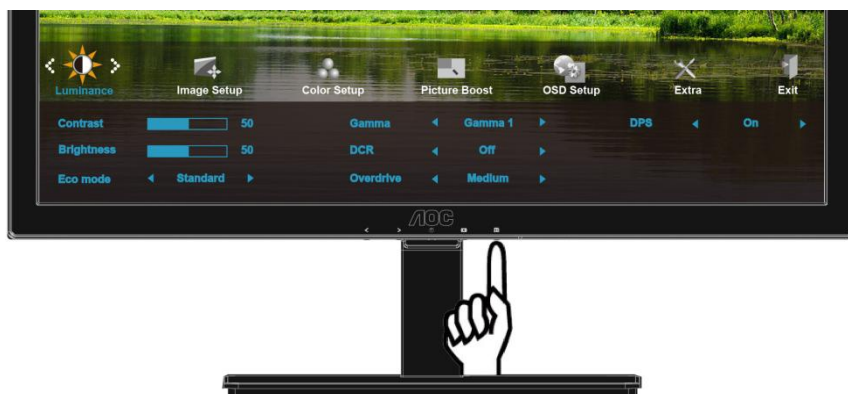 Luminance Image Setup Color Setup Picture Boost OSD Setup Extra Exit
Contrast 50 Gamma Gamma 1 DPS On
Brightness 50 DCR Off
Eco mode Standard Overdrive Medium
AOC